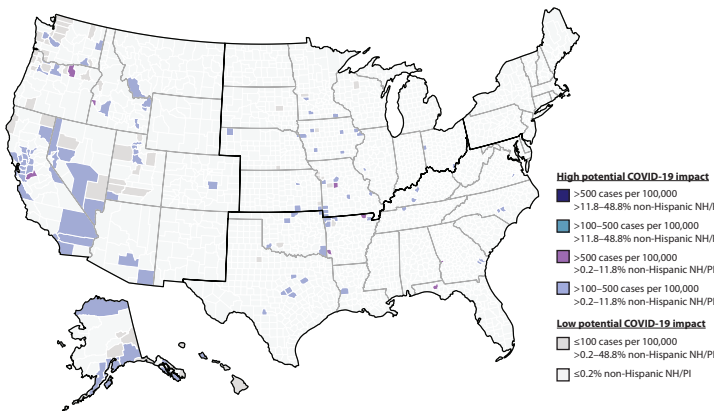 High potential COVID-19 impact
>500 cases per 100,000
>11.8–48.8% non-Hispanic NH/
>100–500 cases per 100,000
>11.8–48.8% non-Hispanic NH/
>500 cases per 100,000
>0.2–11.8% non-Hispanic NH/PI
>100–500 cases per 100,000
>0.2–11.8% non-Hispanic NH/PI
Low potential COVID-19 impact
≤100 cases per 100,000
>0.2–48.8% non-Hispanic NH/PI
≤0.2% non-Hispanic NH/PI